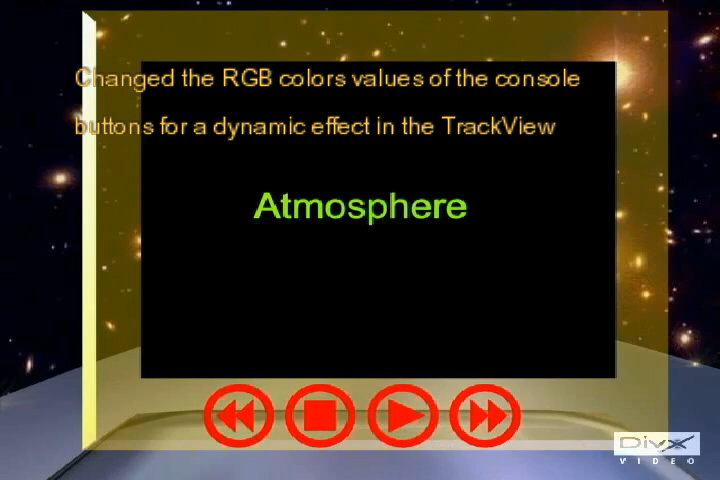 Changed the RGB colors values of the console
buttons for a dynamic effect in the TrackView
Atmosphere
DivX
VIDEO